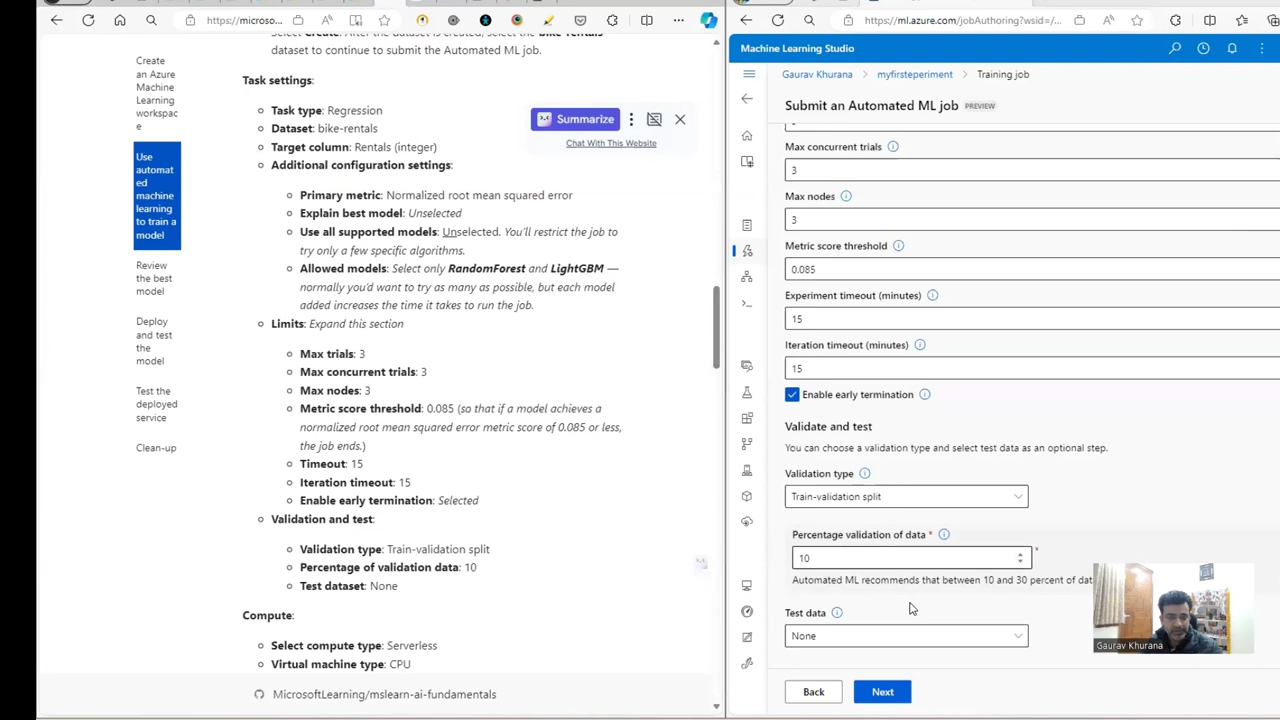 https://microso...
https://ml.azure.com/jobAuthoring?wsid=/...
select Create. After the dataset is created, select the bike-rentals
dataset to continue to submit the Automated ML job.
Create
an Azure
Machine
Learning
workspac
e
Use
automat
ed
machine
learning
to train a
model
Review
the best
model
Deploy
and test
the
model
Test the
deployed
service
Clean-up
Task settings:
Task type: Regression
Dataset: bike-rentals
Target column: Rentals (integer)
Additional configuration settings:
Primary metric: Normalized root mean squared error
Explain best model: Unselected
Use all supported models: Unselected. You'll restrict the job to
try only a few specific algorithms.
Allowed models: Select only RandomForest and LightGBM —
normally you'd want to try as many as possible, but each model
added increases the time it takes to run the job.
Limits: Expand this section
Max trials: 3
Max concurrent trials: 3
Max nodes: 3
Metric score threshold: 0.085 (so that if a model achieves a
normalized root mean squared error metric score of 0.085 or less,
the job ends.)
Timeout: 15
Iteration timeout: 15
Enable early termination: Selected
Validation and test:
Validation type: Train-validation split
Percentage of validation data: 10
Test dataset: None
Compute:
Select compute type: Serverless
Virtual machine type: CPU
MicrosoftLearning/mslearn-ai-fundamentals
Summarize
Chat With This Website
Machine Learning Studio
Gaurav Khurana > myfirsteperiment > Training job
Submit an Automated ML job PREVIEW
Max concurrent trials
3
Max nodes
3
Metric score threshold
0.085
Experiment timeout (minutes)
15
Iteration timeout (minutes)
15
Enable early termination
Validate and test
You can choose a validation type and select test data as an optional step.
Validation type
Train-validation split
Percentage validation of data *
10
*
Automated ML recommends that between 10 and 30 percent of dat
Test data
None
Back
Next
Gaurav Khurana